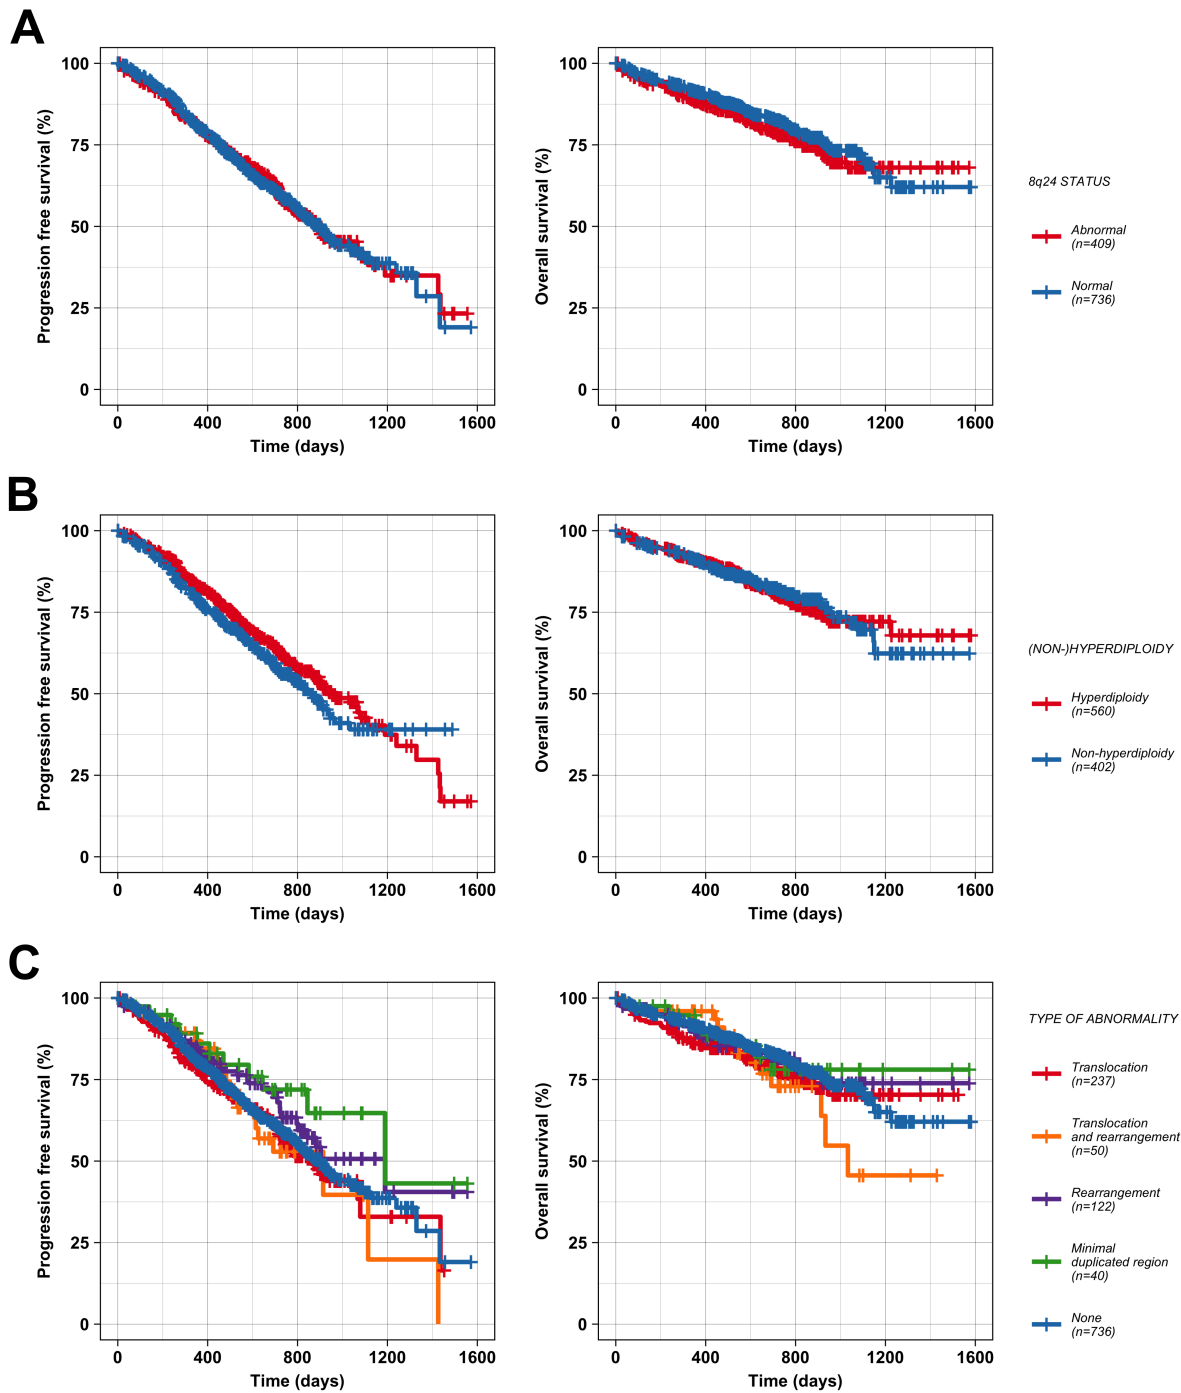 A
Progression free survival (%)
100
75
50
25
0
0 400 800 1200 1600
Time (days)
Overall survival (%)
100
75
50
25
0
0 400 800 1200 1600
Time (days)
8q24 STATUS
Abnormal
(n=409)
Normal
(n=736)
B
Progression free survival (%)
100
75
50
25
0
0 400 800 1200 1600
Time (days)
Overall survival (%)
100
75
50
25
0
0 400 800 1200 1600
Time (days)
(NON-)HYPERDIPLOIDY
Hyperdiploidy
(n=560)
Non-hyperdiploidy
(n=402)
C
Progression free survival (%)
100
75
50
25
0
0 400 800 1200 1600
Time (days)
Overall survival (%)
100
75
50
25
0
0 400 800 1200 1600
Time (days)
TYPE OF ABNORMALITY
Translocation
(n=237)
Translocation
and rearrangement
(n=50)
Rearrangement
(n=122)
Minimal
duplicated region
(n=40)
None
(n=736)